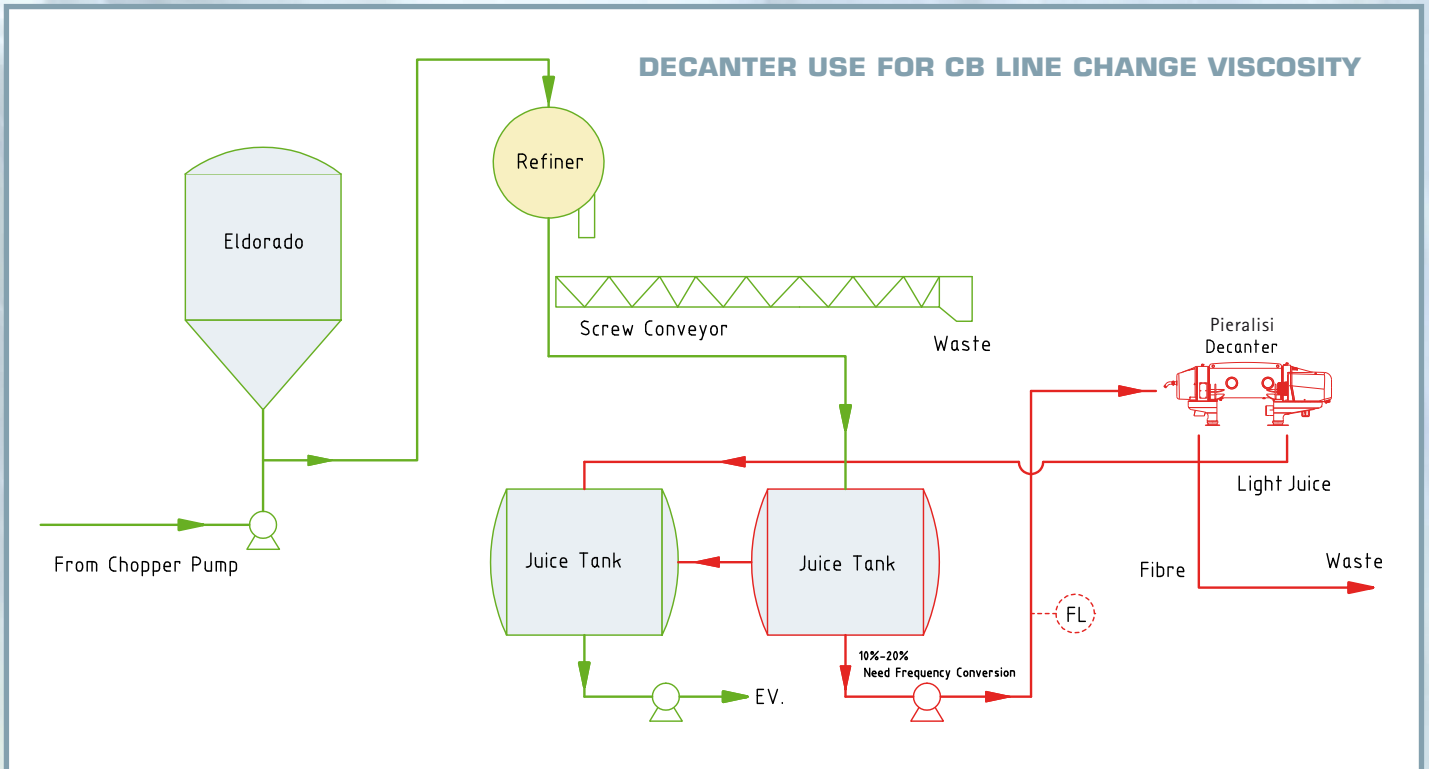 DECANTER USE FOR CB LINE CHANGE VISCOSITY
Refiner
Eldorado
Screw Conveyor
Waste
Pieralisi
Decanter
Light Juice
From Chopper Pump
Juice Tank
Juice Tank
Fibre
Waste
FL
10%-20%
Need Frequency Conversion
EV.